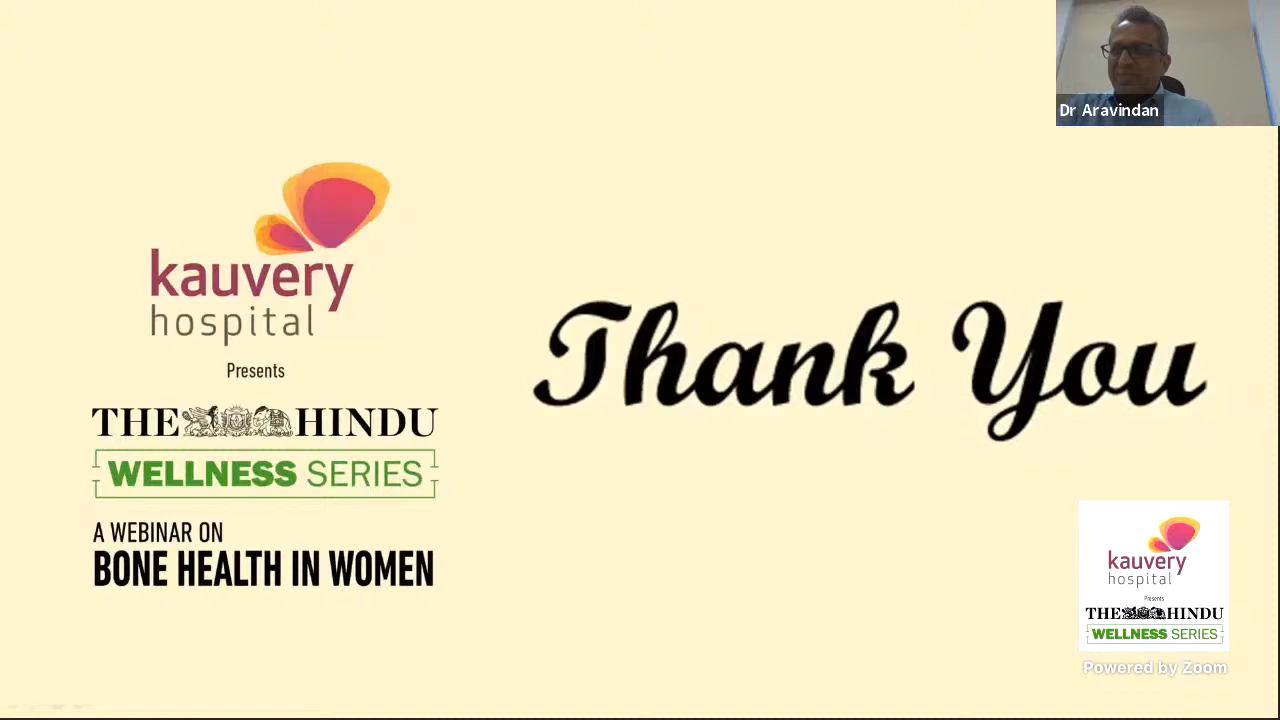 Dr Aravindan
kauvery
hospital
Presents
THE HINDU
WELLNESS SERIES
A WEBINAR ON
BONE HEALTH IN WOMEN
Thank You
kauvery
hospital
Presents
THE HINDU
WELLNESS SERIES
Powered by Zoom